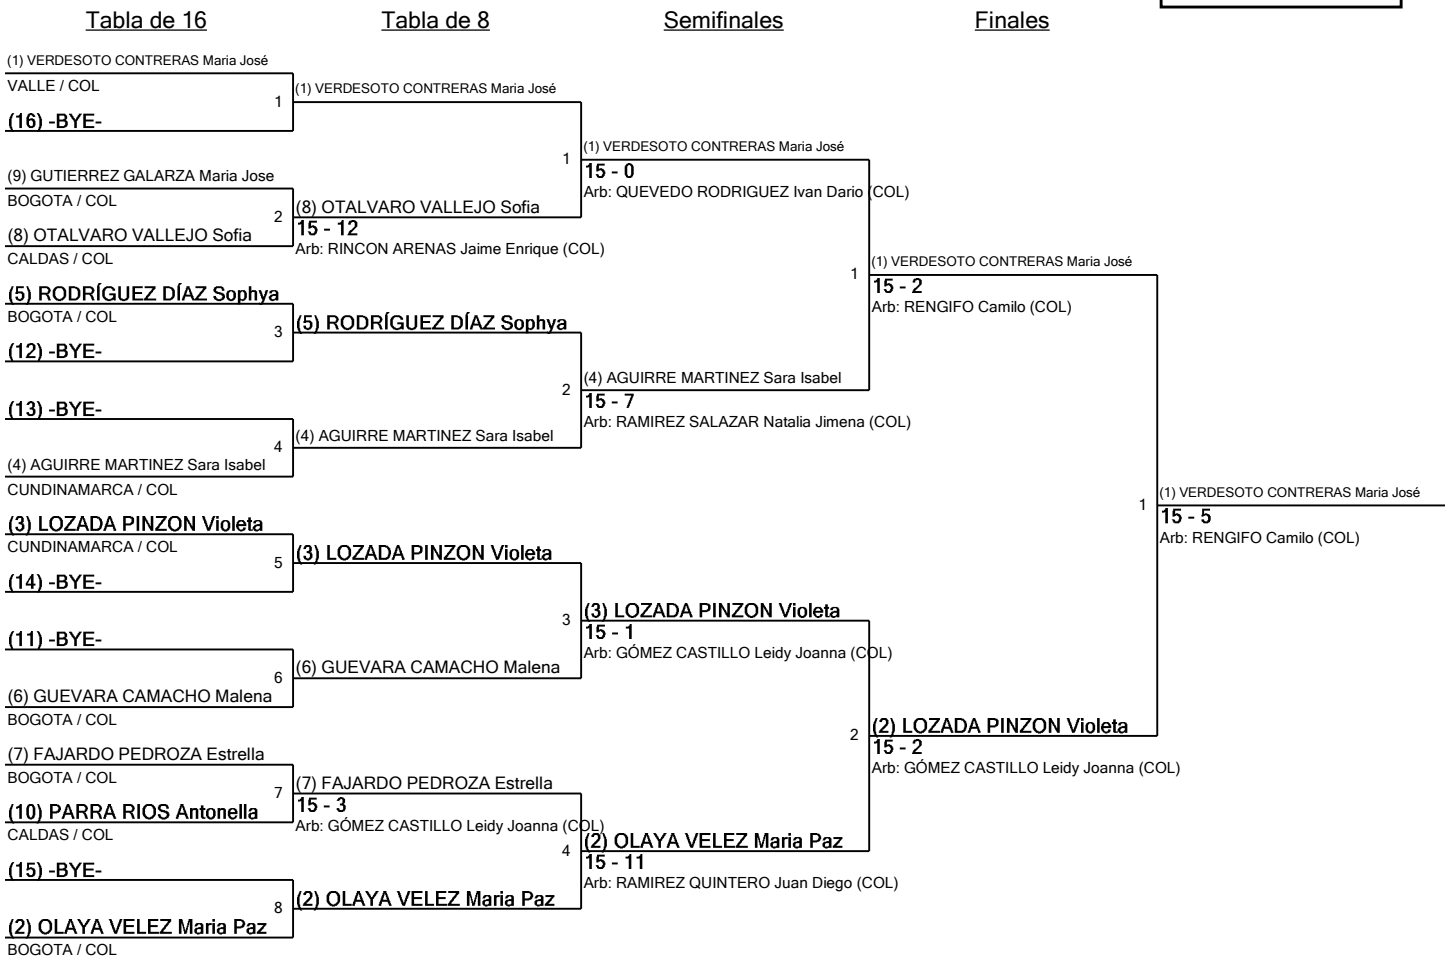 Tabla de 16
Tabla de 8
Semifinales
Finales
(1) VERDESOTO CONTRERAS Maria José
VALLE / COL
1
(16) -BYE-
(9) GUTIERREZ GALARZA Maria Jose
BOGOTA / COL
2
(8) OTALVARO VALLEJO Sofia
CALDAS / COL
(5) RODRÍGUEZ DÍAZ Sophya
BOGOTA / COL
3
(12) -BYE-
(13) -BYE-
4
(4) AGUIRRE MARTINEZ Sara Isabel
CUNDINAMARCA / COL
(3) LOZADA PINZON Violeta
CUNDINAMARCA / COL
5
(14) -BYE-
(11) -BYE-
6
(6) GUEVARA CAMACHO Malena
BOGOTA / COL
(7) FAJARDO PEDROZA Estrella
BOGOTA / COL
7
(10) PARRA RIOS Antonella
CALDAS / COL
(15) -BYE-
8
(2) OLAYA VELEZ Maria Paz
BOGOTA / COL
(1) VERDESOTO CONTRERAS Maria José
1
(8) OTALVARO VALLEJO Sofia
15 - 12
Arb: RINCON ARENAS Jaime Enrique (COL)
(5) RODRÍGUEZ DÍAZ Sophya
2
(4) AGUIRRE MARTINEZ Sara Isabel
(3) LOZADA PINZON Violeta
3
(6) GUEVARA CAMACHO Malena
(7) FAJARDO PEDROZA Estrella
15 - 3
Arb: GÓMEZ CASTILLO Leidy Joanna (COL)
4
(2) OLAYA VELEZ Maria Paz
(1) VERDESOTO CONTRERAS Maria José
15 - 0
Arb: QUEVEDO RODRIGUEZ Ivan Dario (COL)
1
(4) AGUIRRE MARTINEZ Sara Isabel
15 - 7
Arb: RAMIREZ SALAZAR Natalia Jimena (COL)
(3) LOZADA PINZON Violeta
15 - 1
Arb: GÓMEZ CASTILLO Leidy Joanna (COL)
2
(2) OLAYA VELEZ Maria Paz
15 - 11
Arb: RAMIREZ QUINTERO Juan Diego (COL)
(1) VERDESOTO CONTRERAS Maria José
15 - 2
Arb: RENGIFO Camilo (COL)
1
(2) LOZADA PINZON Violeta
15 - 2
Arb: GÓMEZ CASTILLO Leidy Joanna (COL)
(1) VERDESOTO CONTRERAS Maria José
15 - 5
Arb: RENGIFO Camilo (COL)